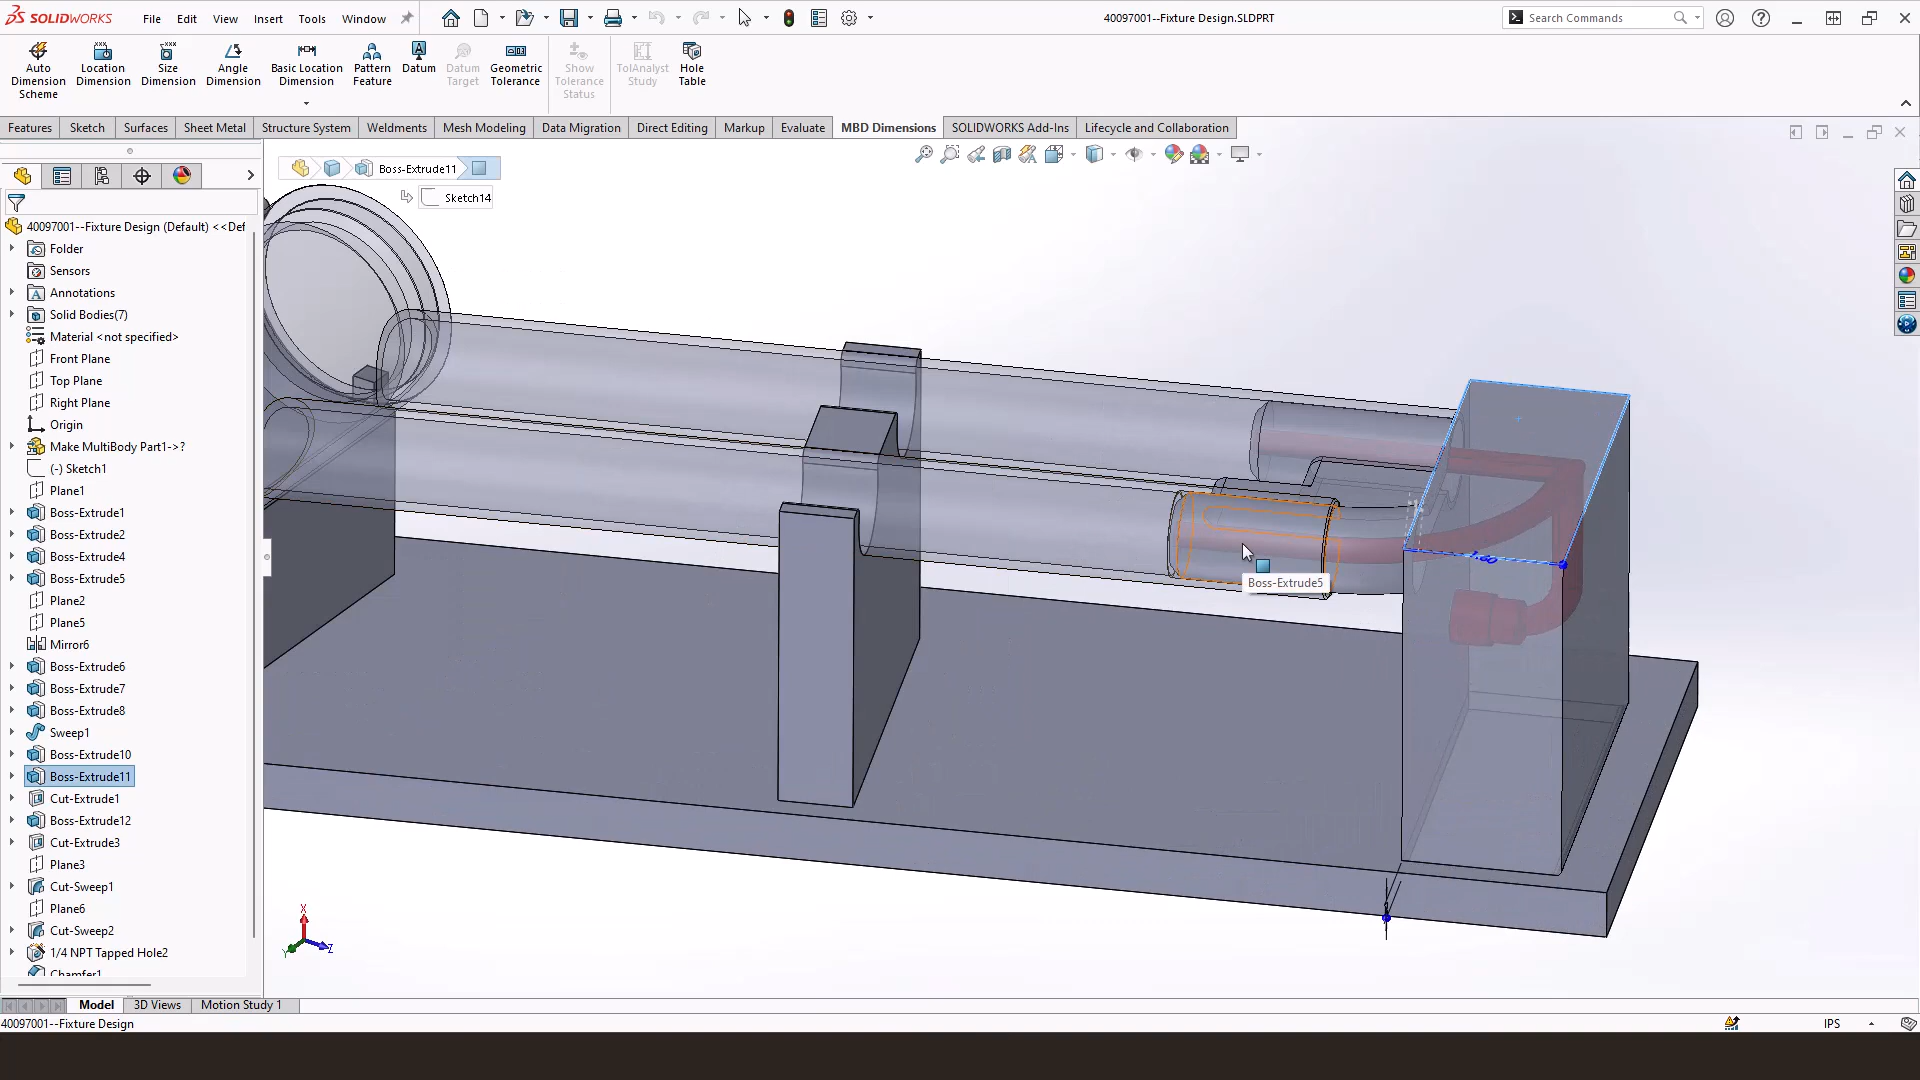 SOLIDWORKS File Edit View Insert Tools Window 40097001--Fixture Design.SLDPRT Search Commands
Auto Dimension Scheme
Location Dimension
Size Dimension
Angle Dimension
Basic Location Dimension
Pattern Feature
Datum
Datum Target
Geometric Tolerance
Show Tolerance Status
TolAnalyst Study
Hole Table
Features Sketch Surfaces Sheet Metal Structure System Weldments Mesh Modeling Data Migration Direct Editing Markup Evaluate MBD Dimensions SOLIDWORKS Add-Ins Lifecycle and Collaboration
Boss-Extrude11
Sketch14
40097001--Fixture Design (Default) <<Def
Folder
Sensors
Annotations
Solid Bodies(7)
Material <not specified>
Front Plane
Top Plane
Right Plane
Origin
Make MultiBody Part1->?
(-) Sketch1
Plane1
Boss-Extrude1
Boss-Extrude2
Boss-Extrude4
Boss-Extrude5
Plane2
Plane5
Mirror6
Boss-Extrude6
Boss-Extrude7
Boss-Extrude8
Sweep1
Boss-Extrude10
Boss-Extrude11
Cut-Extrude1
Boss-Extrude12
Cut-Extrude3
Plane3
Cut-Sweep1
Plane6
Cut-Sweep2
1/4 NPT Tapped Hole2
Chamfer1
Boss-Extrude5
X
Y
Z
Model 3D Views Motion Study 1
40097001--Fixture Design IPS